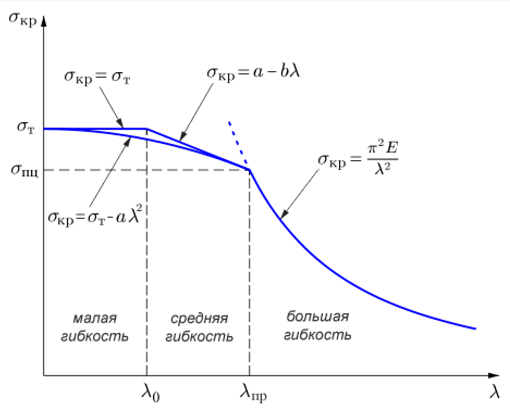 σкр
σкр = σт
σкр = a − bλ
σт
σпц
σкр = π²E/λ²
σкр = σт - aλ²
малая гибкость
средняя гибкость
большая гибкость
λ₀
λпр
λ